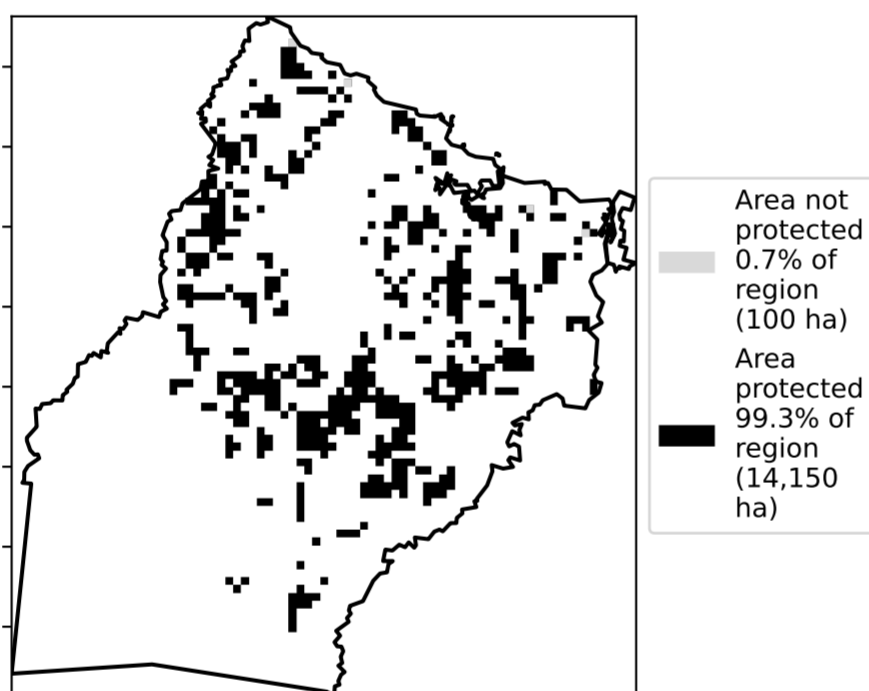 Area not
protected
0.7% of
region
(100 ha)
Area
protected
99.3% of
region
(14,150
ha)